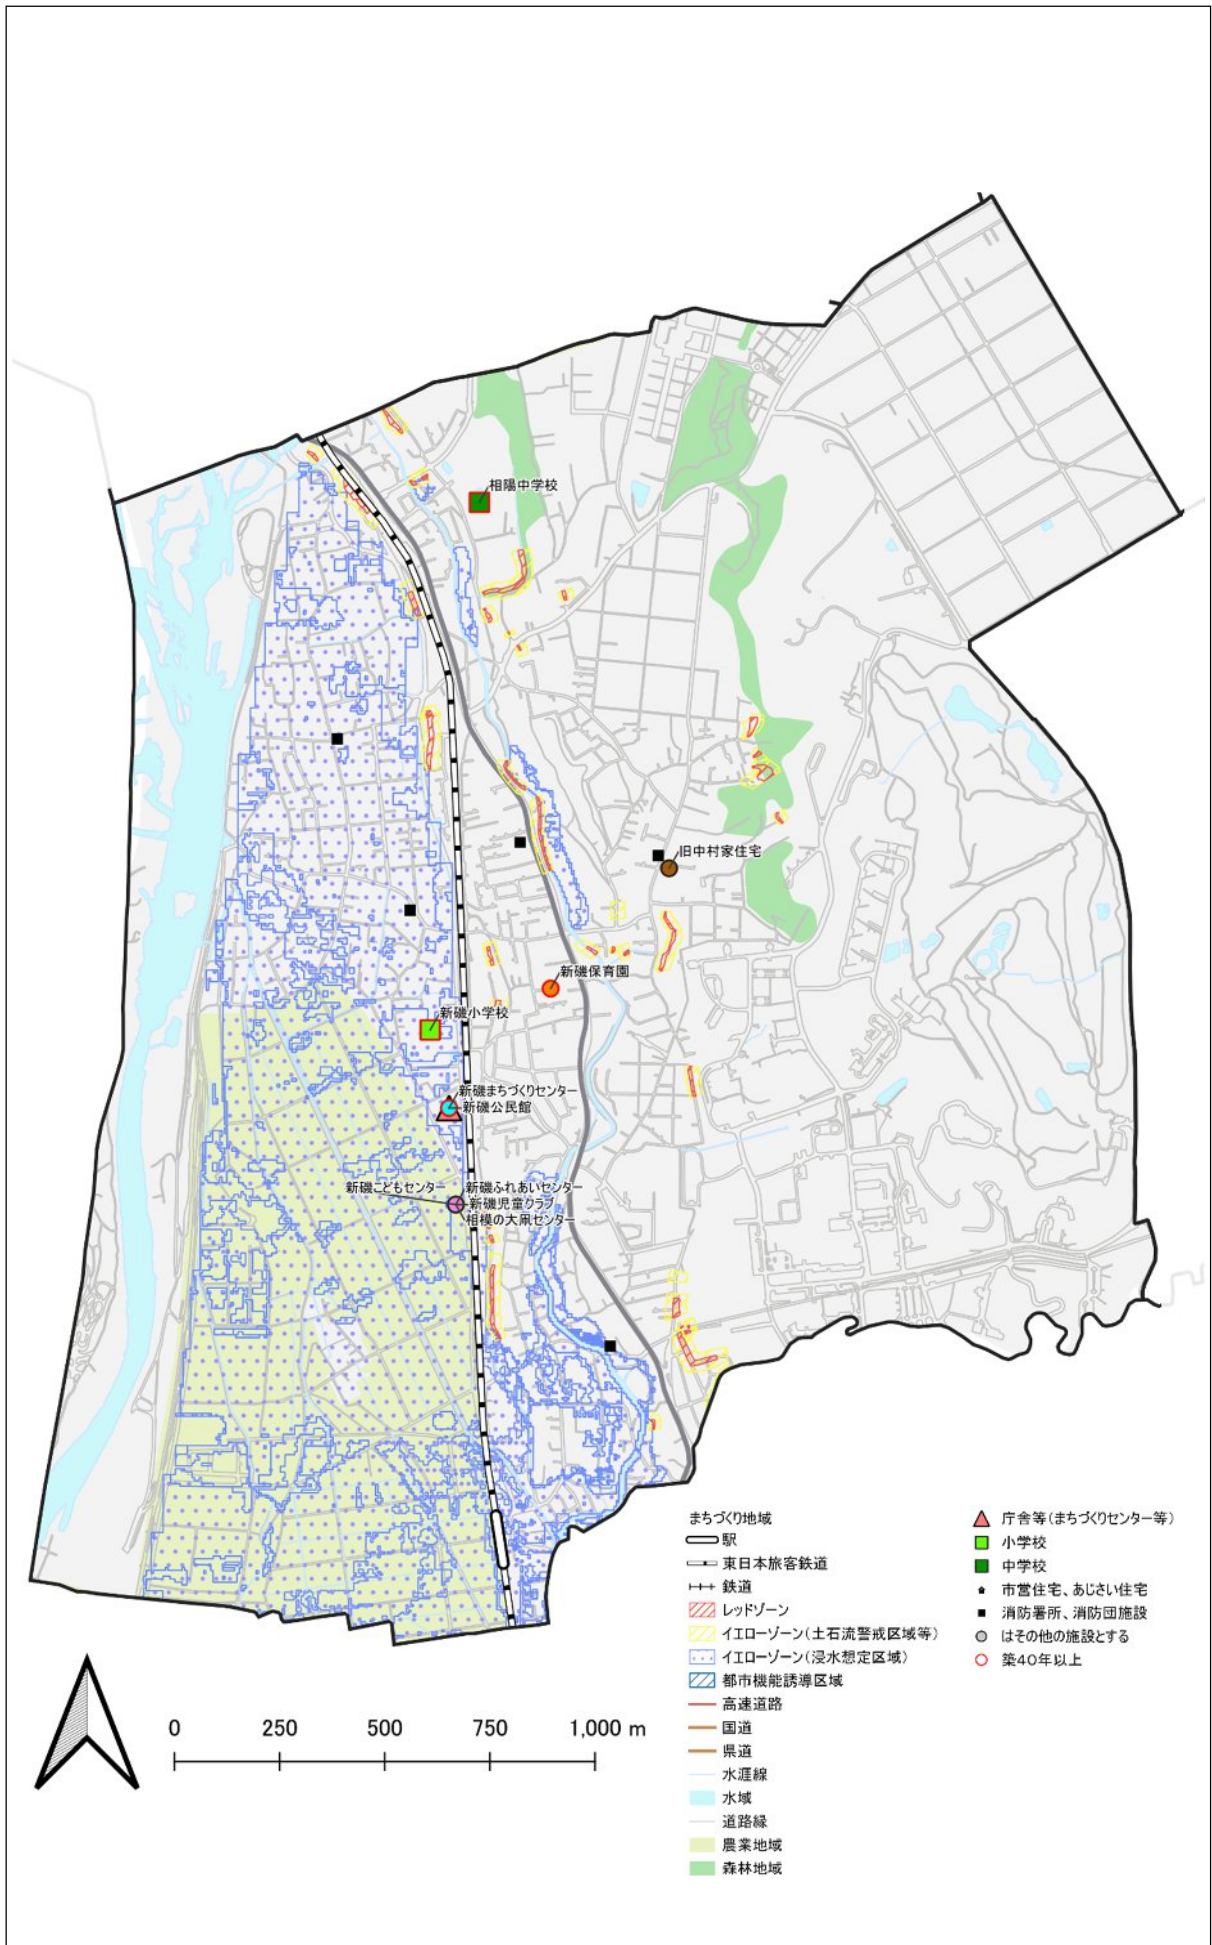 相陽中学校
旧中村家住宅
新磯保育園
新磯小学校
新磯まちづくりセンター
新磯公民館
新磯こどもセンター
新磯ふれあいセンター
新磯児童クラブ
相模の大凧センター
まちづくり地域
駅
東日本旅客鉄道
鉄道
レッドゾーン
イエローゾーン(土石流警戒区域等)
イエローゾーン(浸水想定区域)
都市機能誘導区域
高速道路
国道
県道
水涯線
水域
道路縁
農業地域
森林地域
庁舎等(まちづくりセンター等)
小学校
中学校
市営住宅、あじさい住宅
消防署所、消防団施設
はその他の施設とする
築40年以上
0 250 500 750 1,000 m